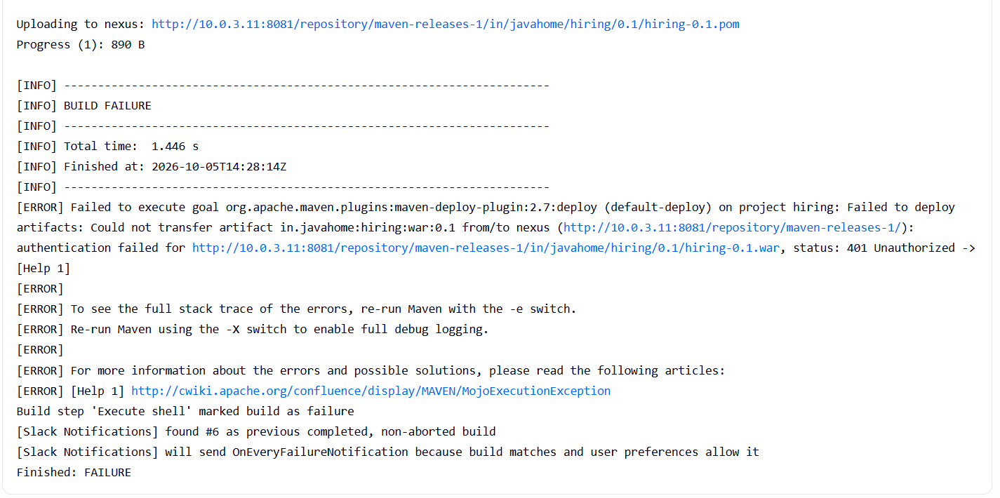 Uploading to nexus: http://10.0.3.11:8081/repository/maven-releases-1/in/javahome/hiring/0.1/hiring-0.1.pom
Progress (1): 890 B
[INFO] ------------------------------------------------------------------------
[INFO] BUILD FAILURE
[INFO] ------------------------------------------------------------------------
[INFO] Total time:  1.446 s
[INFO] Finished at: 2026-10-05T14:28:14Z
[INFO] ------------------------------------------------------------------------
[ERROR] Failed to execute goal org.apache.maven.plugins:maven-deploy-plugin:2.7:deploy (default-deploy) on project hiring: Failed to deploy
artifacts: Could not transfer artifact in.javahome:hiring:war:0.1 from/to nexus (http://10.0.3.11:8081/repository/maven-releases-1/):
authentication failed for http://10.0.3.11:8081/repository/maven-releases-1/in/javahome/hiring/0.1/hiring-0.1.war, status: 401 Unauthorized ->
[Help 1]
[ERROR]
[ERROR] To see the full stack trace of the errors, re-run Maven with the -e switch.
[ERROR] Re-run Maven using the -X switch to enable full debug logging.
[ERROR]
[ERROR] For more information about the errors and possible solutions, please read the following articles:
[ERROR] [Help 1] http://cwiki.apache.org/confluence/display/MAVEN/MojoExecutionException
Build step 'Execute shell' marked build as failure
[Slack Notifications] found #6 as previous completed, non-aborted build
[Slack Notifications] will send OnEveryFailureNotification because build matches and user preferences allow it
Finished: FAILURE